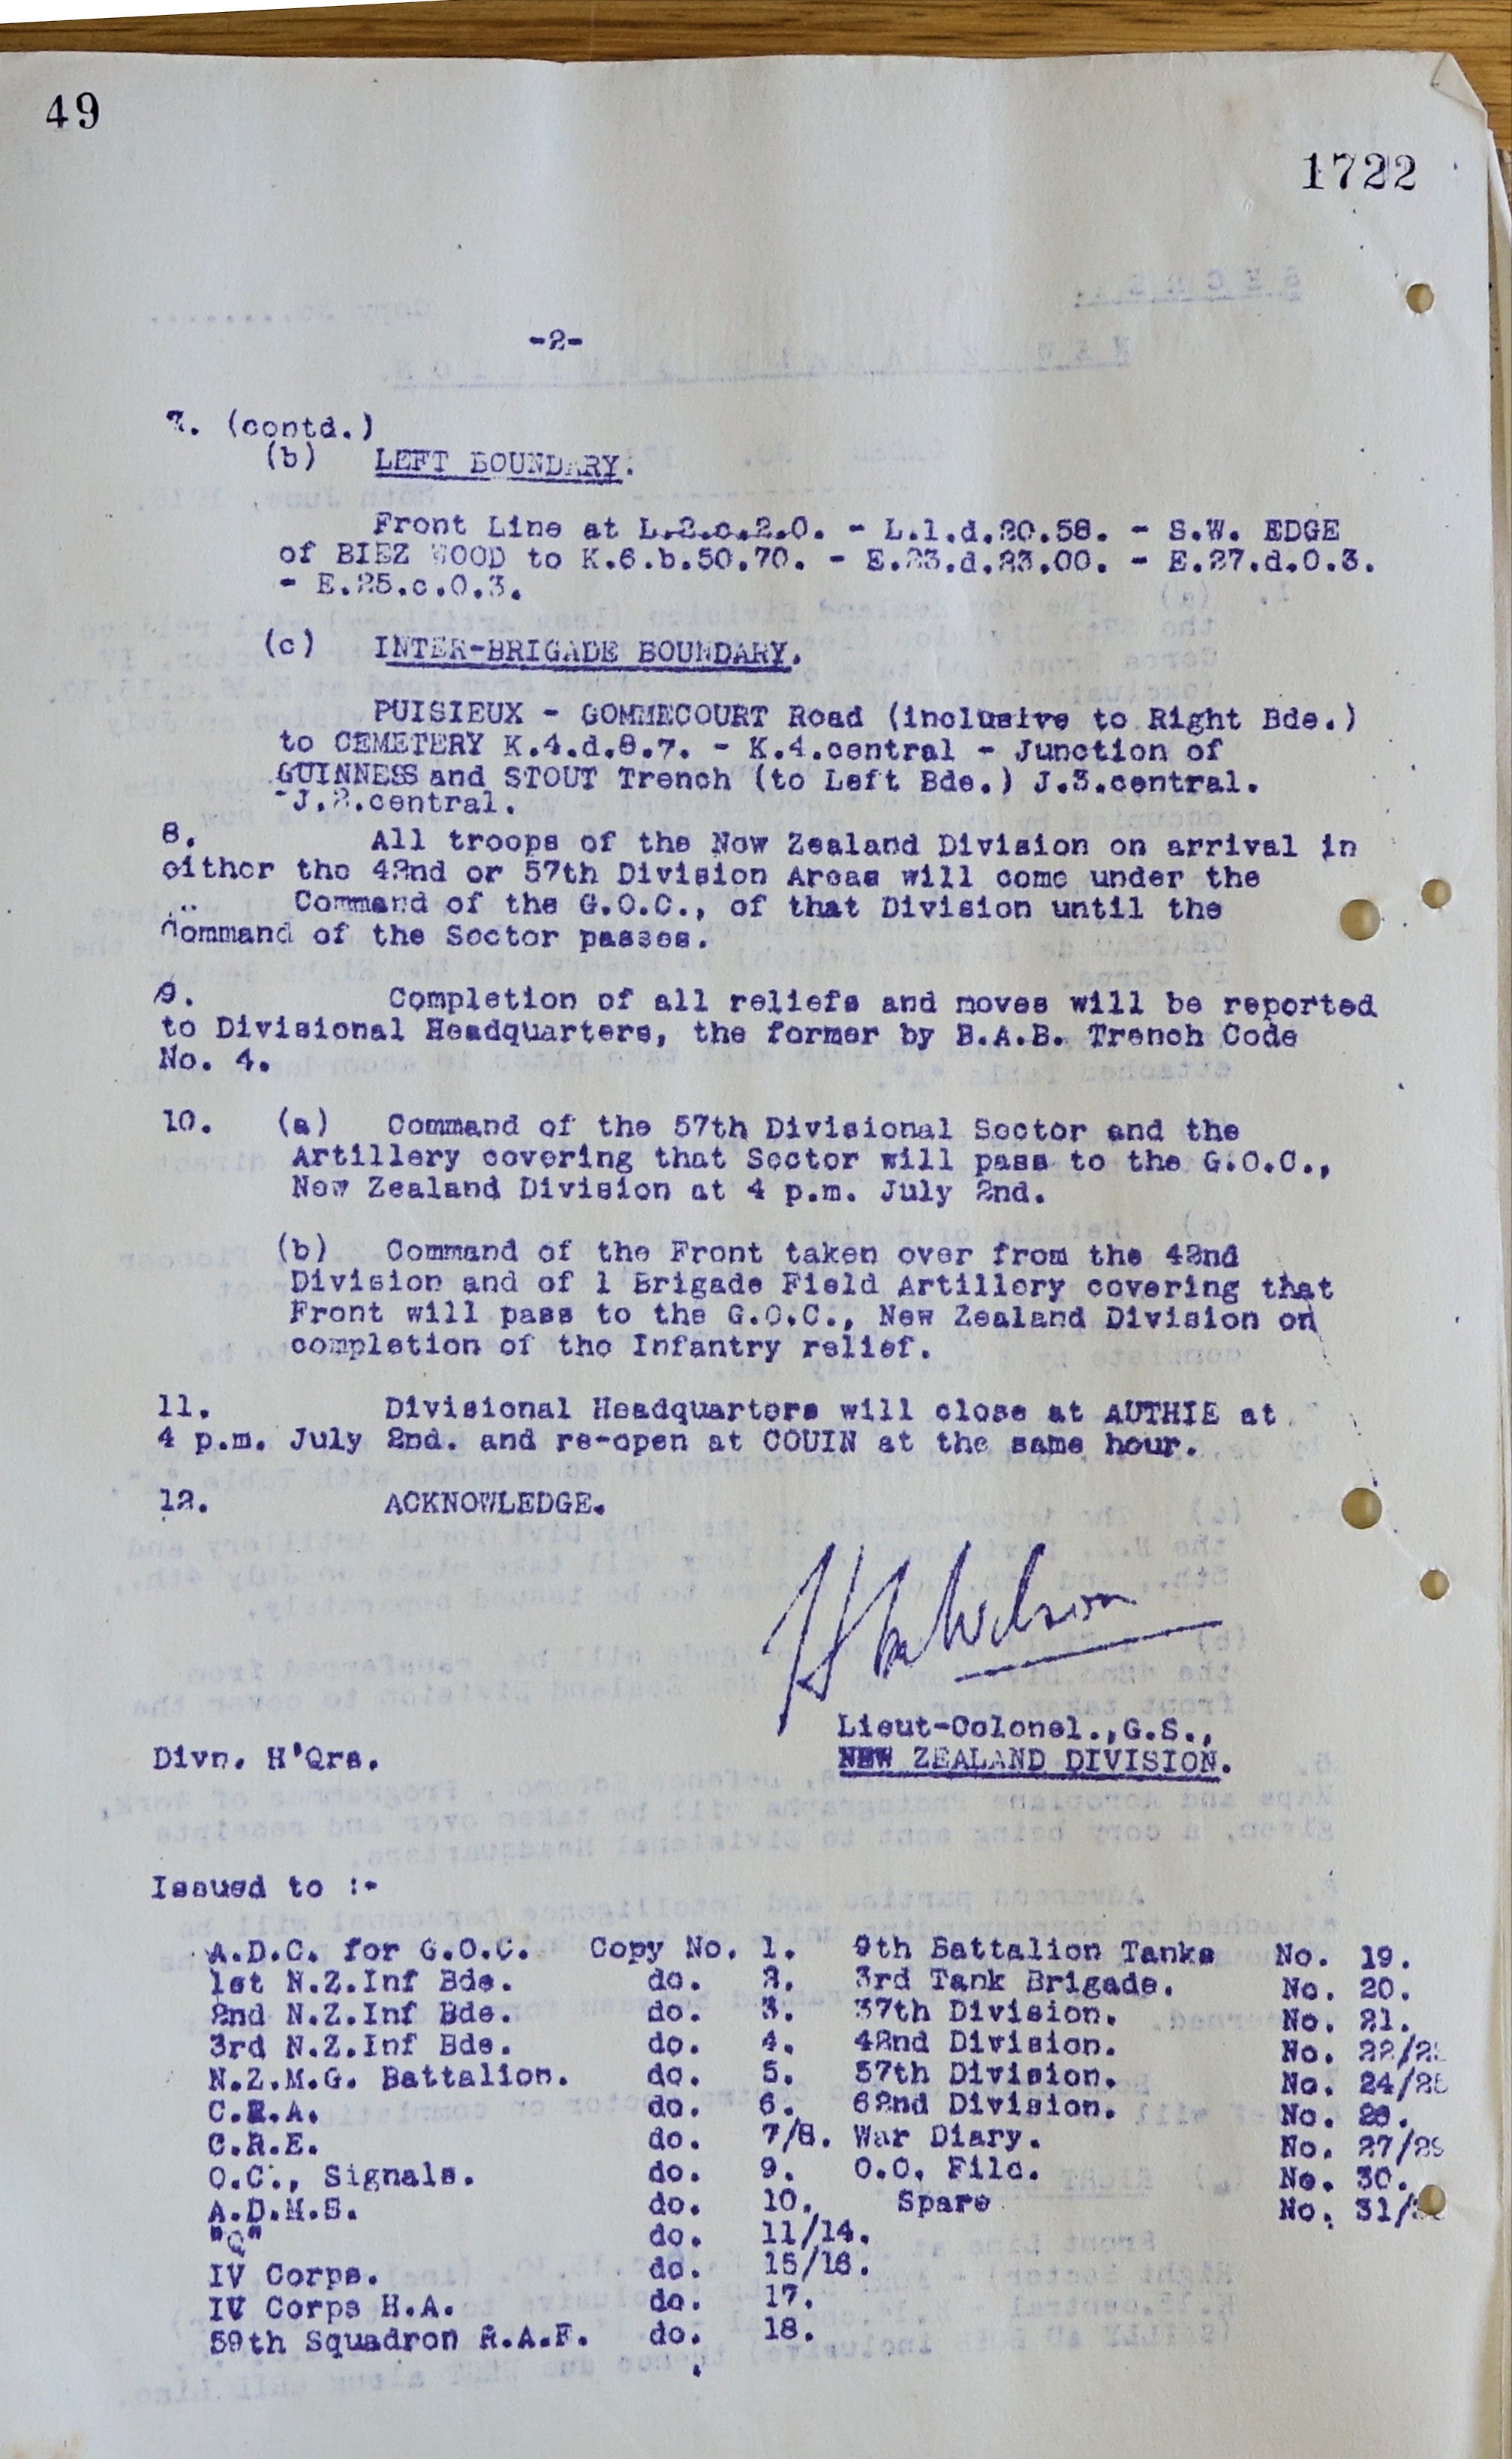 49
1722
-2-
7. (contd.)
(b) LEFT BOUNDARY.
Front Line at L.2.c.2.0. - L.1.d.20.58. - S.W. EDGE
of BIEZ WOOD to K.6.b.50.70. - E.23.d.23.00. - E.27.d.0.3.
- E.25.c.0.3.
(c) INTER-BRIGADE BOUNDARY.
PUISIEUX - GOMMECOURT Road (inclusive to Right Bde.)
to CEMETERY K.4.d.8.7. - K.4.central - Junction of
GUINNESS and STOUT Trench (to Left Bde.) J.3.central.
-J.2.central.
8. All troops of the New Zealand Division on arrival in
either the 42nd or 57th Division Areas will come under the
Command of the G.O.C., of that Division until the
Command of the Sector passes.
9. Completion of all reliefs and moves will be reported
to Divisional Headquarters, the former by B.A.B. Trench Code
No. 4.
10. (a) Command of the 57th Divisional Sector and the
Artillery covering that Sector will pass to the G.O.C.,
New Zealand Division at 4 p.m. July 2nd.
(b) Command of the Front taken over from the 42nd
Division and of 1 Brigade Field Artillery covering that
Front will pass to the G.O.C., New Zealand Division on
completion of the Infantry relief.
11. Divisional Headquarters will close at AUTHIE at
4 p.m. July 2nd. and re-open at COUIN at the same hour.
12. ACKNOWLEDGE.
Wilson
Lieut-Colonel.,G.S.,
Divn. H'Qrs. NEW ZEALAND DIVISION.
Issued to :-
A.D.C. for G.O.C. Copy No. 1. 9th Battalion Tanks No. 19.
1st N.Z.Inf Bde. do. 2. 3rd Tank Brigade. No. 20.
2nd N.Z.Inf Bde. do. 3. 37th Division. No. 21.
3rd N.Z.Inf Bde. do. 4. 42nd Division. No. 22/2
N.Z.M.G. Battalion. do. 5. 57th Division. No. 24/25
C.R.A. do. 6. 62nd Division. No. 26.
C.R.E. do. 7/8. War Diary. No. 27/29
O.C., Signals. do. 9. O.O. File. No. 30.
A.D.M.S. do. 10. Spare No. 31/
"Q" do. 11/14.
IV Corps. do. 15/16.
IV Corps H.A. do. 17.
59th Squadron R.A.F. do. 18.